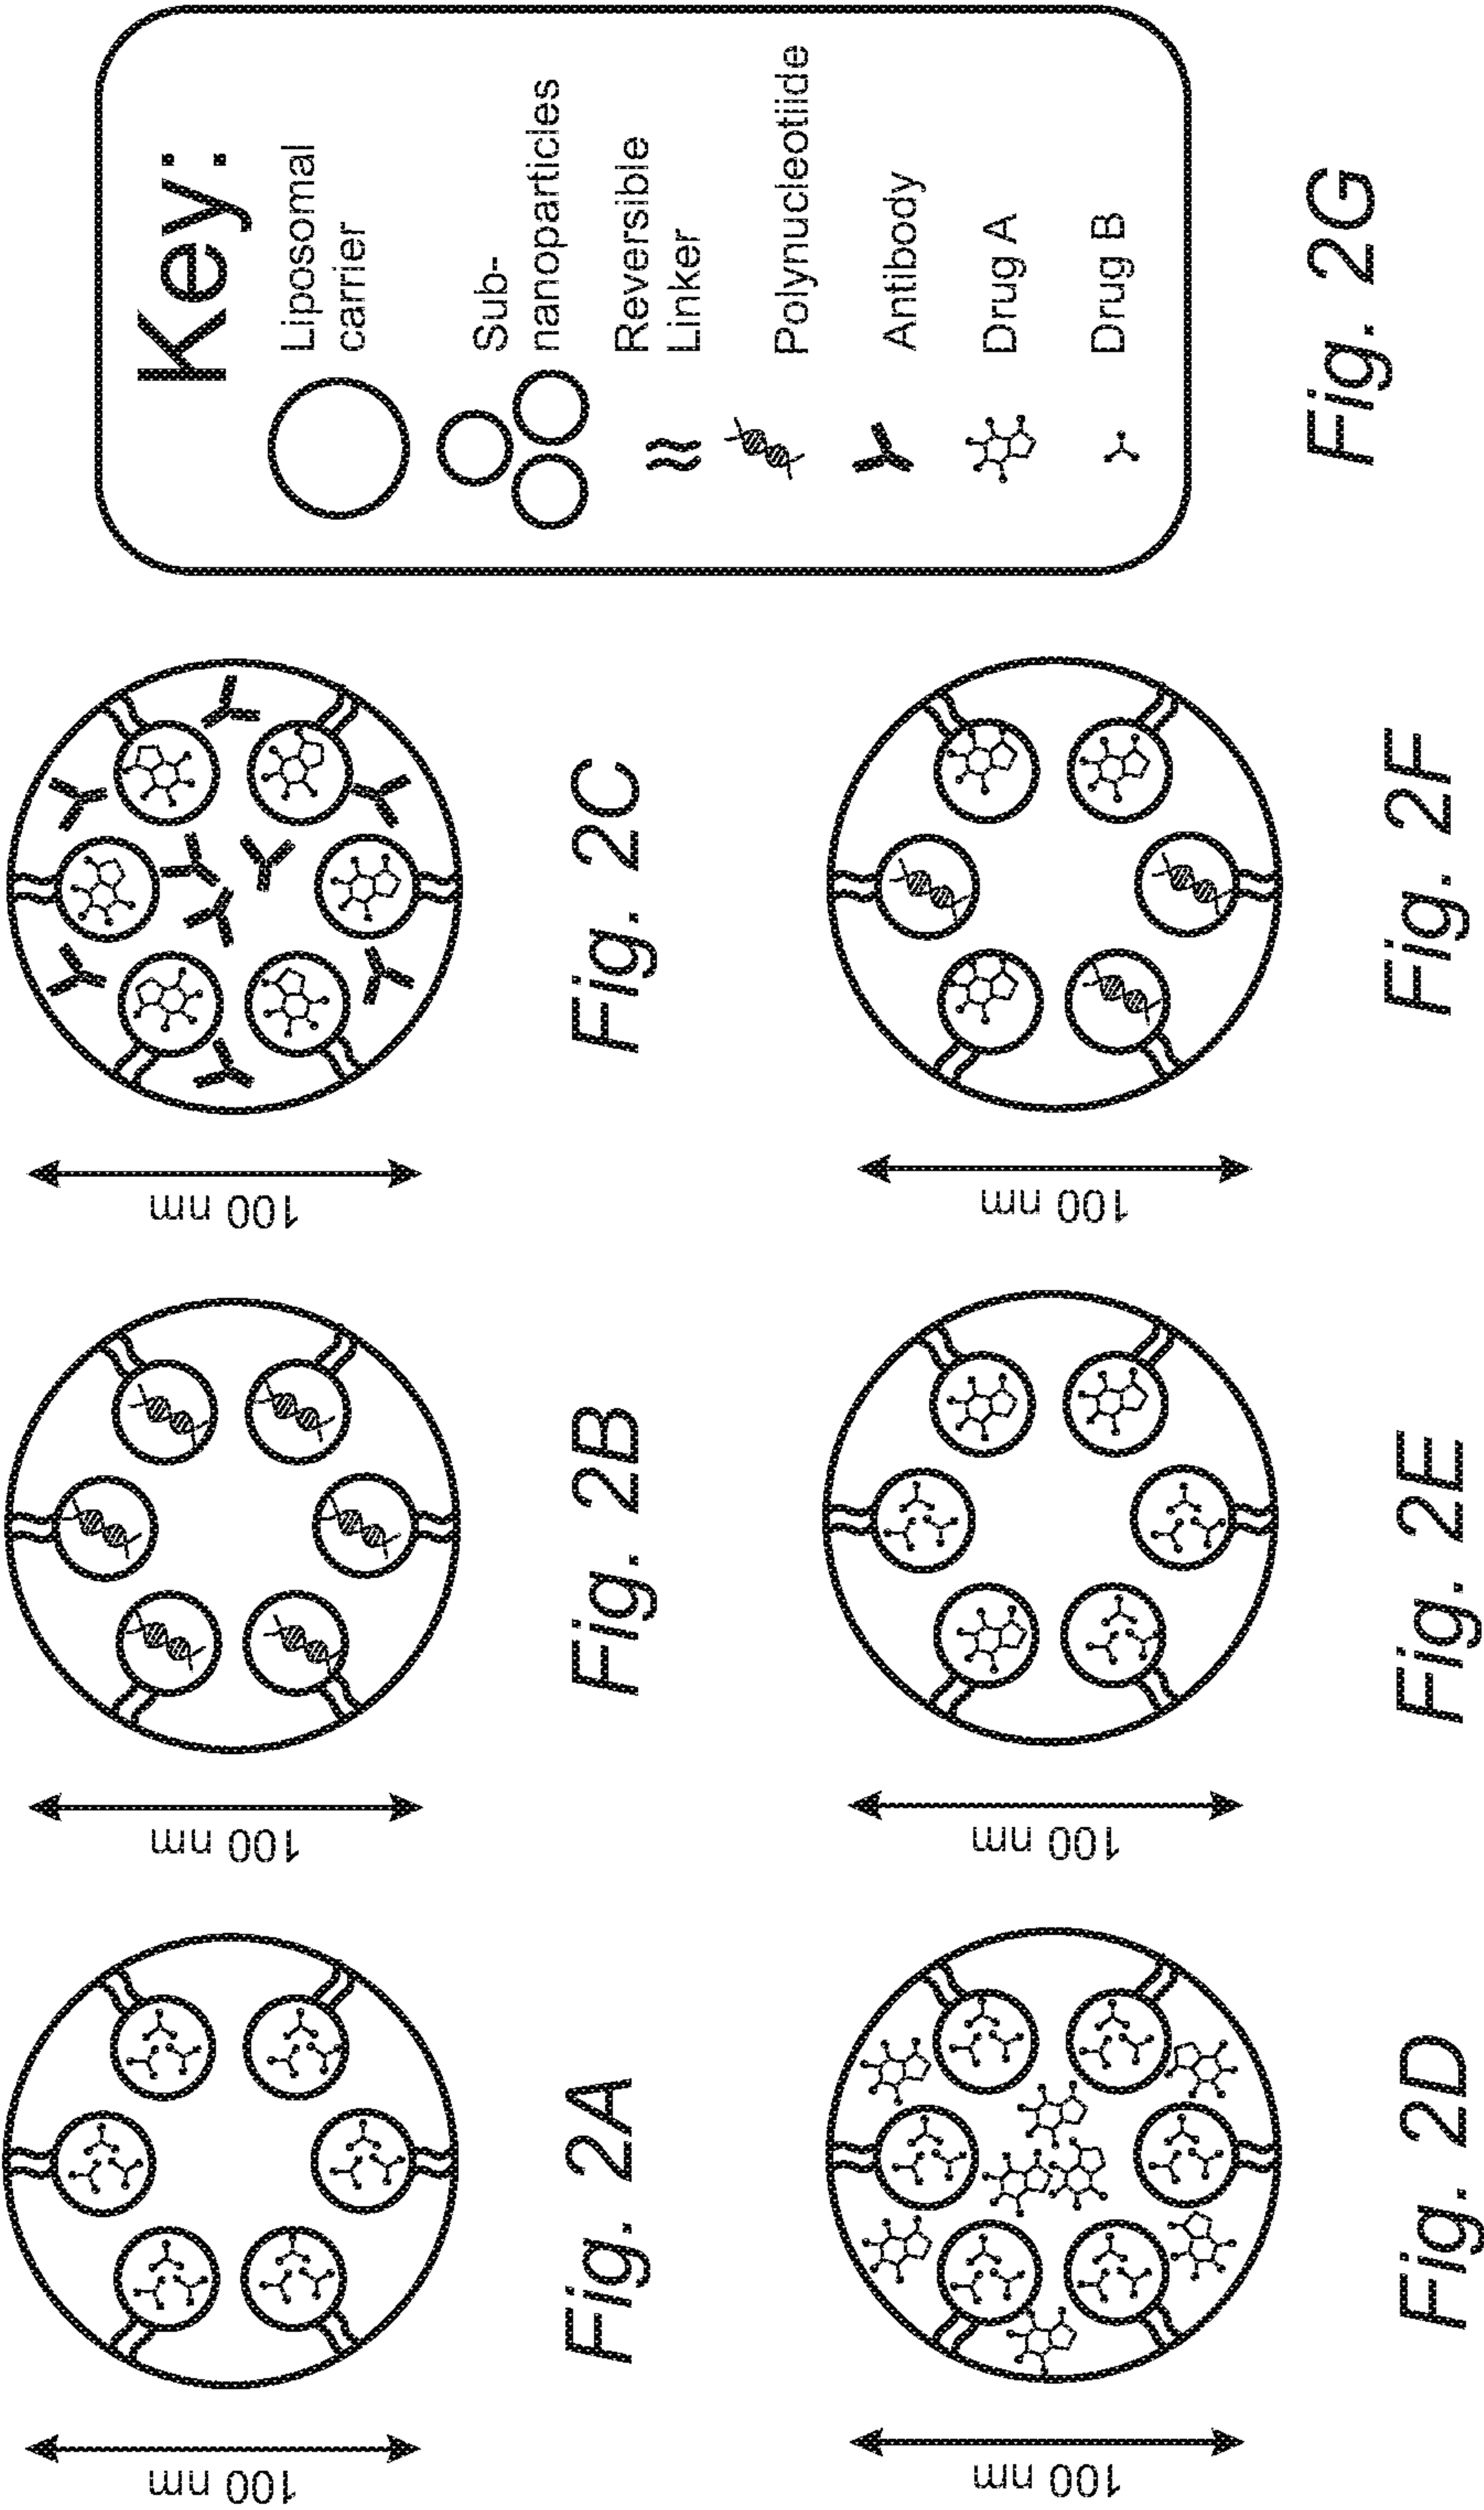 100 nm
Fig. 2A
100 nm
Fig. 2B
100 nm
Fig. 2C
100 nm
Fig. 2D
100 nm
Fig. 2E
100 nm
Fig. 2F
Key:
Liposomal
carrier
Sub-
nanoparticles
Reversible
Linker
Polynucleotiide
Antibody
Drug A
Drug B
Fig. 2G